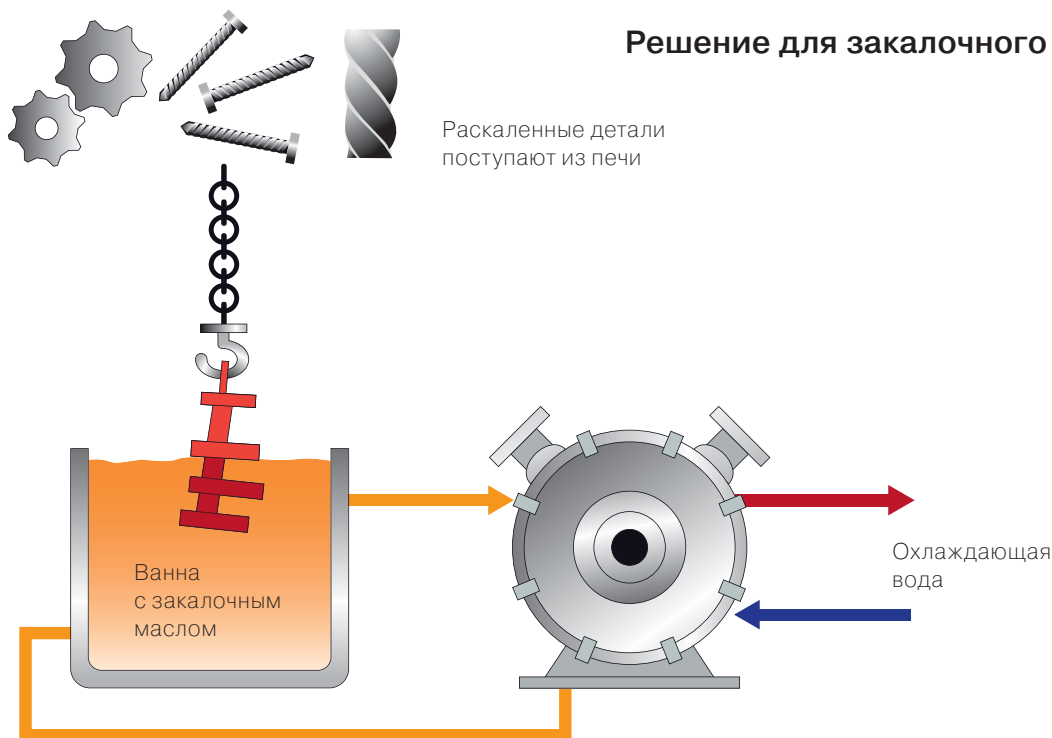 Решение для закалочного
Раскаленные детали
поступают из печи
Охлаждающая
вода
Ванна
с закалочным
маслом